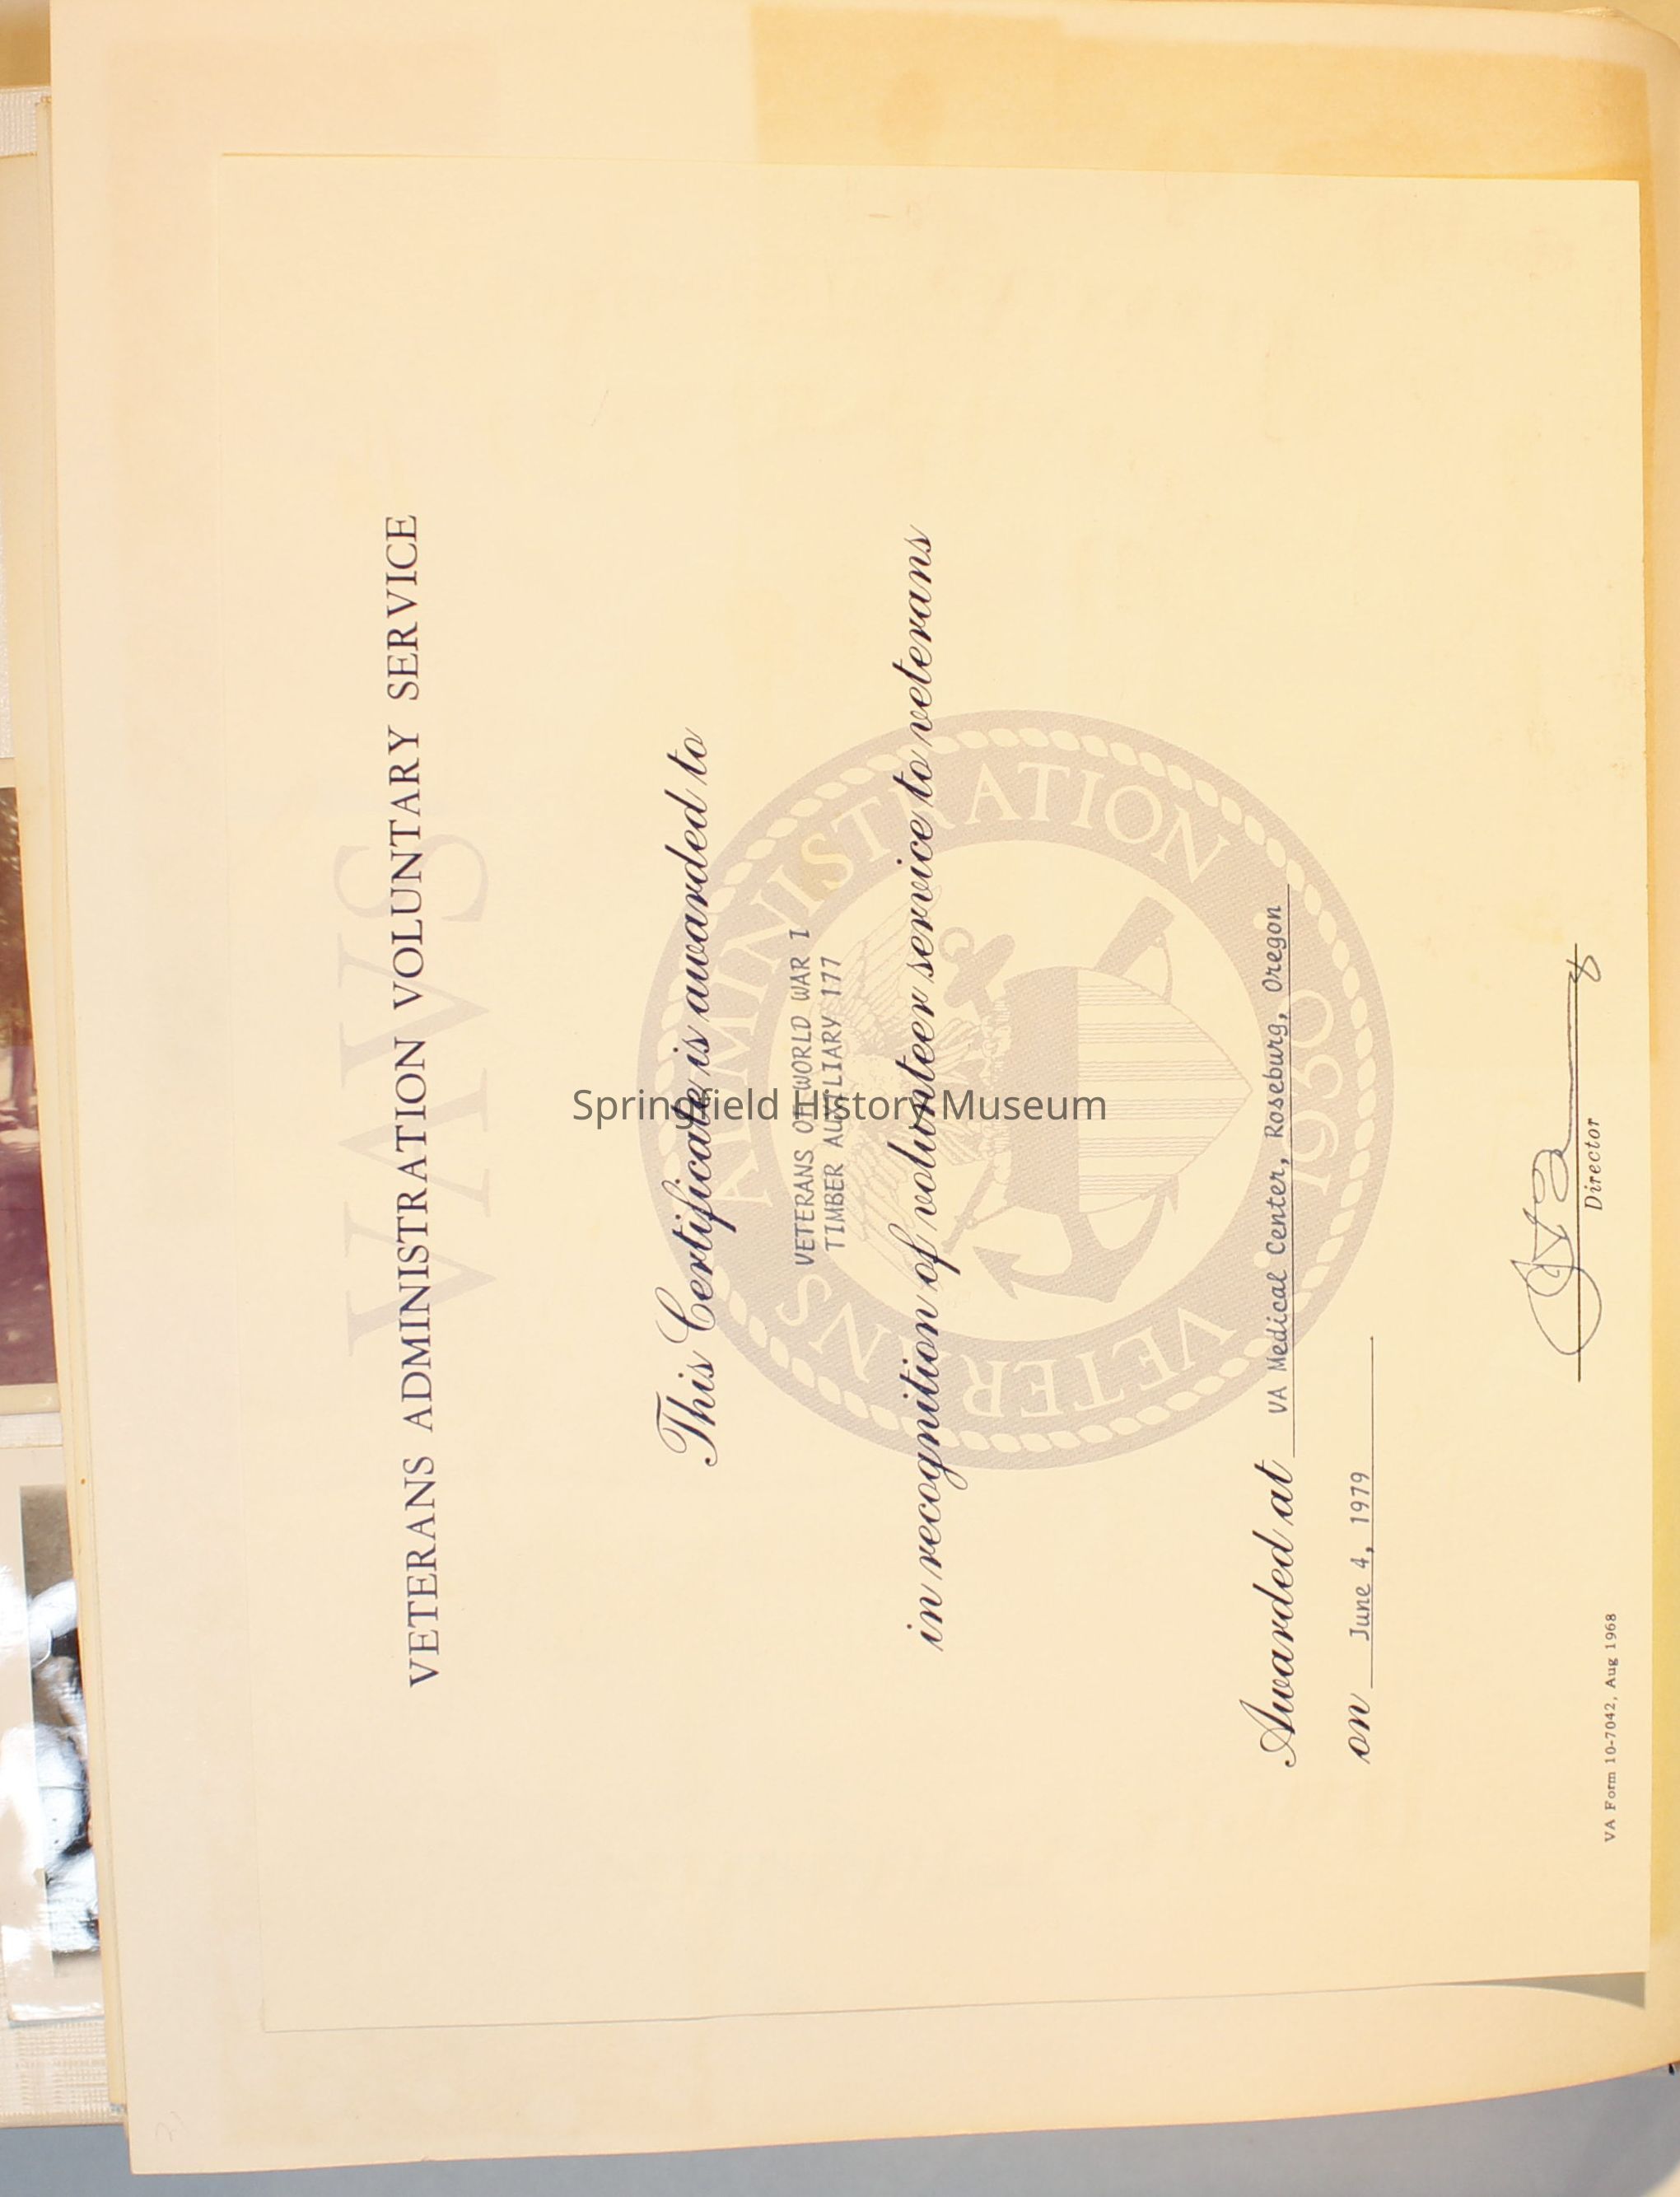 VAVS
VETERANS ADMINISTRATION VOLUNTARY SERVICE
This Certificate is awarded to
VETERANS OF WORLD WAR I
TIMBER AUXILIARY 177
in recognition of volunteer service to veterans
VETERANS ADMINISTRATION
1930
Awarded at VA Medical Center, Roseburg, Oregon
on June 4, 1979
Director
VA Form 10-7042, Aug 1968
Springfield History Museum